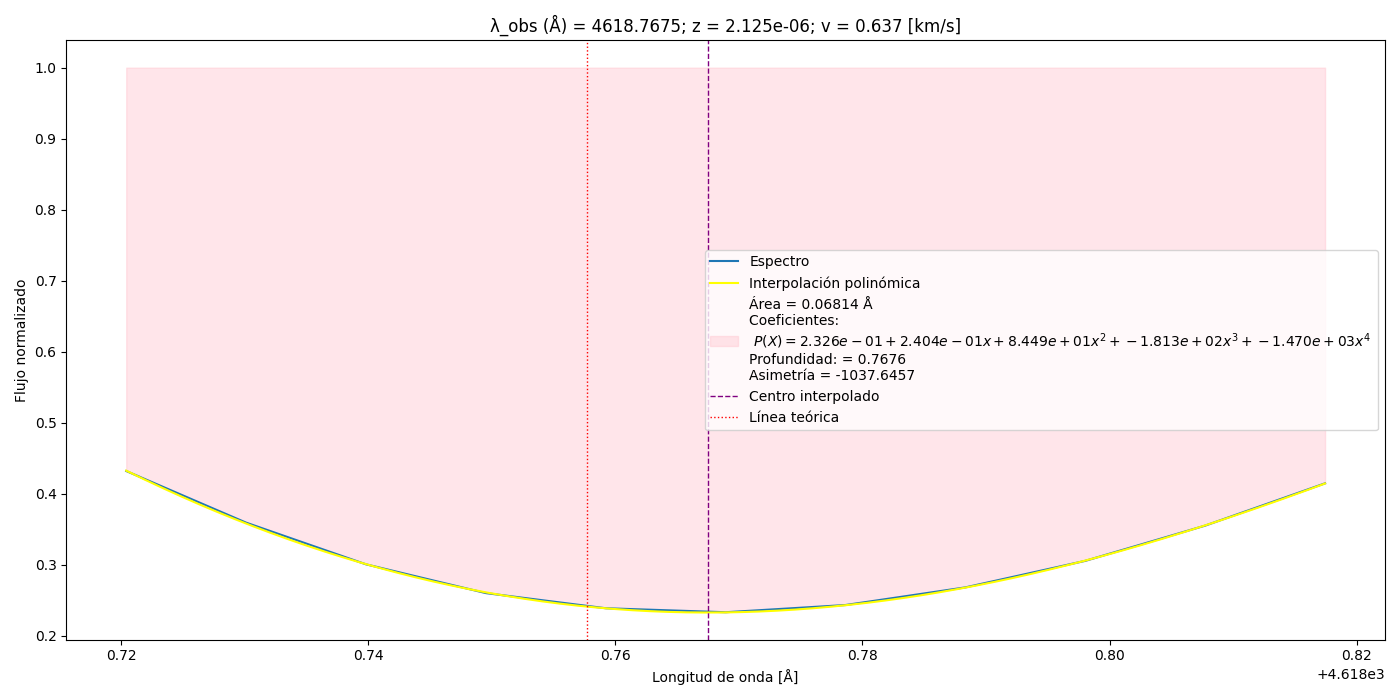 λ_obs (Å) = 4618.7675; z = 2.125e-06; v = 0.637 [km/s]
Flujo normalizado
1.0
0.9
0.8
0.7
0.6
0.5
0.4
0.3
0.2
Espectro
Interpolación polinómica
Área = 0.06814 Å
Coeficientes:
P(X) = 2.326e − 01 + 2.404e − 01x + 8.449e + 01x² + −1.813e + 02x³ + −1.470e + 03x⁴
Profundidad: = 0.7676
Asimetría = -1037.6457
Centro interpolado
Línea teórica
0.72 0.74 0.76 0.78 0.80 0.82
+4.618e3
Longitud de onda [Å]